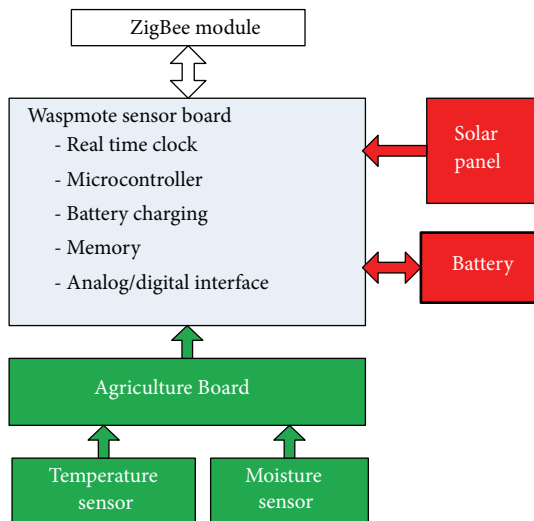 ZigBee module
Waspmote sensor board
- Real time clock
- Microcontroller
- Battery charging
- Memory
- Analog/digital interface
Solar
panel
Battery
Agriculture Board
Temperature
sensor
Moisture
sensor